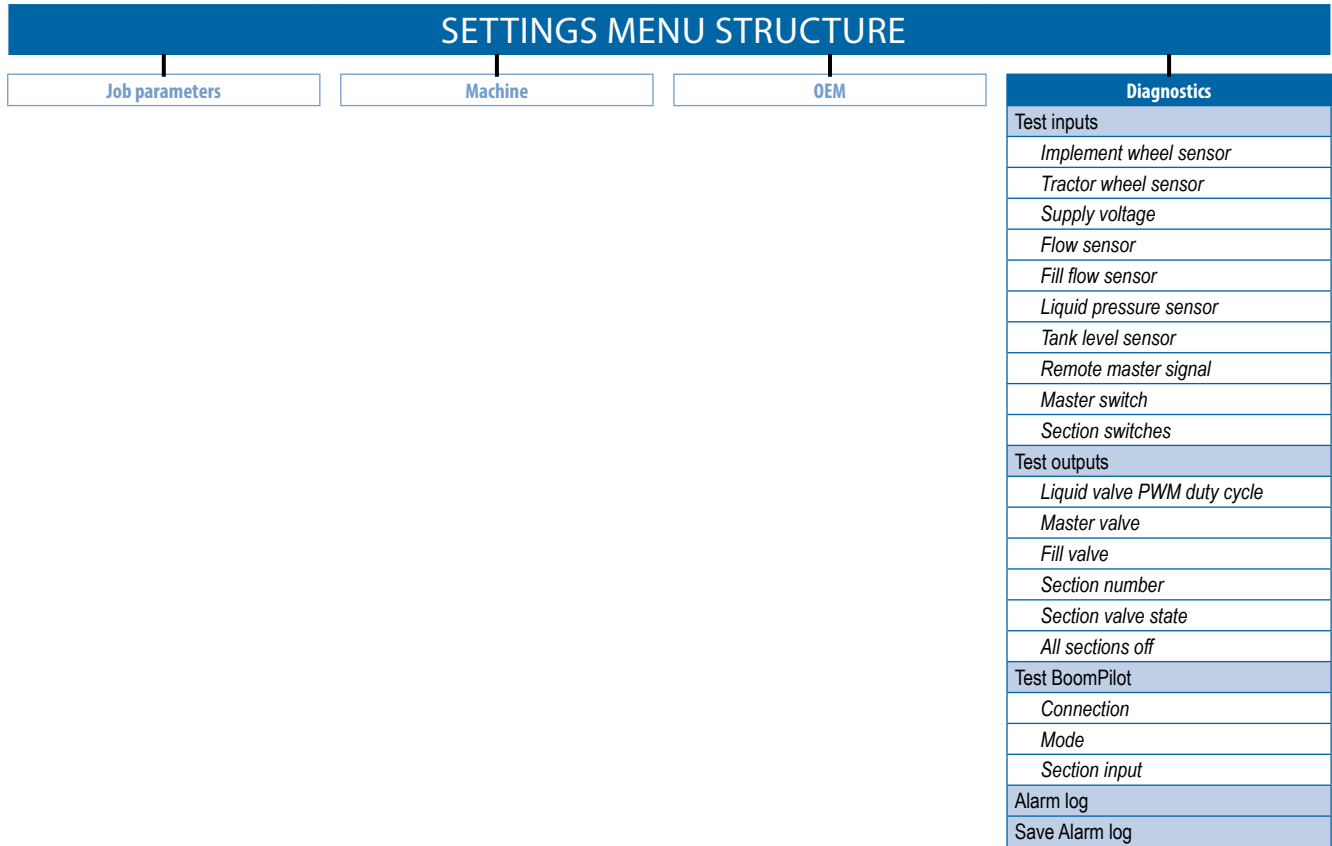 SETTINGS MENU STRUCTURE
Job parameters
Machine
OEM
Diagnostics
Test inputs
Implement wheel sensor
Tractor wheel sensor
Supply voltage
Flow sensor
Fill flow sensor
Liquid pressure sensor
Tank level sensor
Remote master signal
Master switch
Section switches
Test outputs
Liquid valve PWM duty cycle
Master valve
Fill valve
Section number
Section valve state
All sections off
Test BoomPilot
Connection
Mode
Section input
Alarm log
Save Alarm log